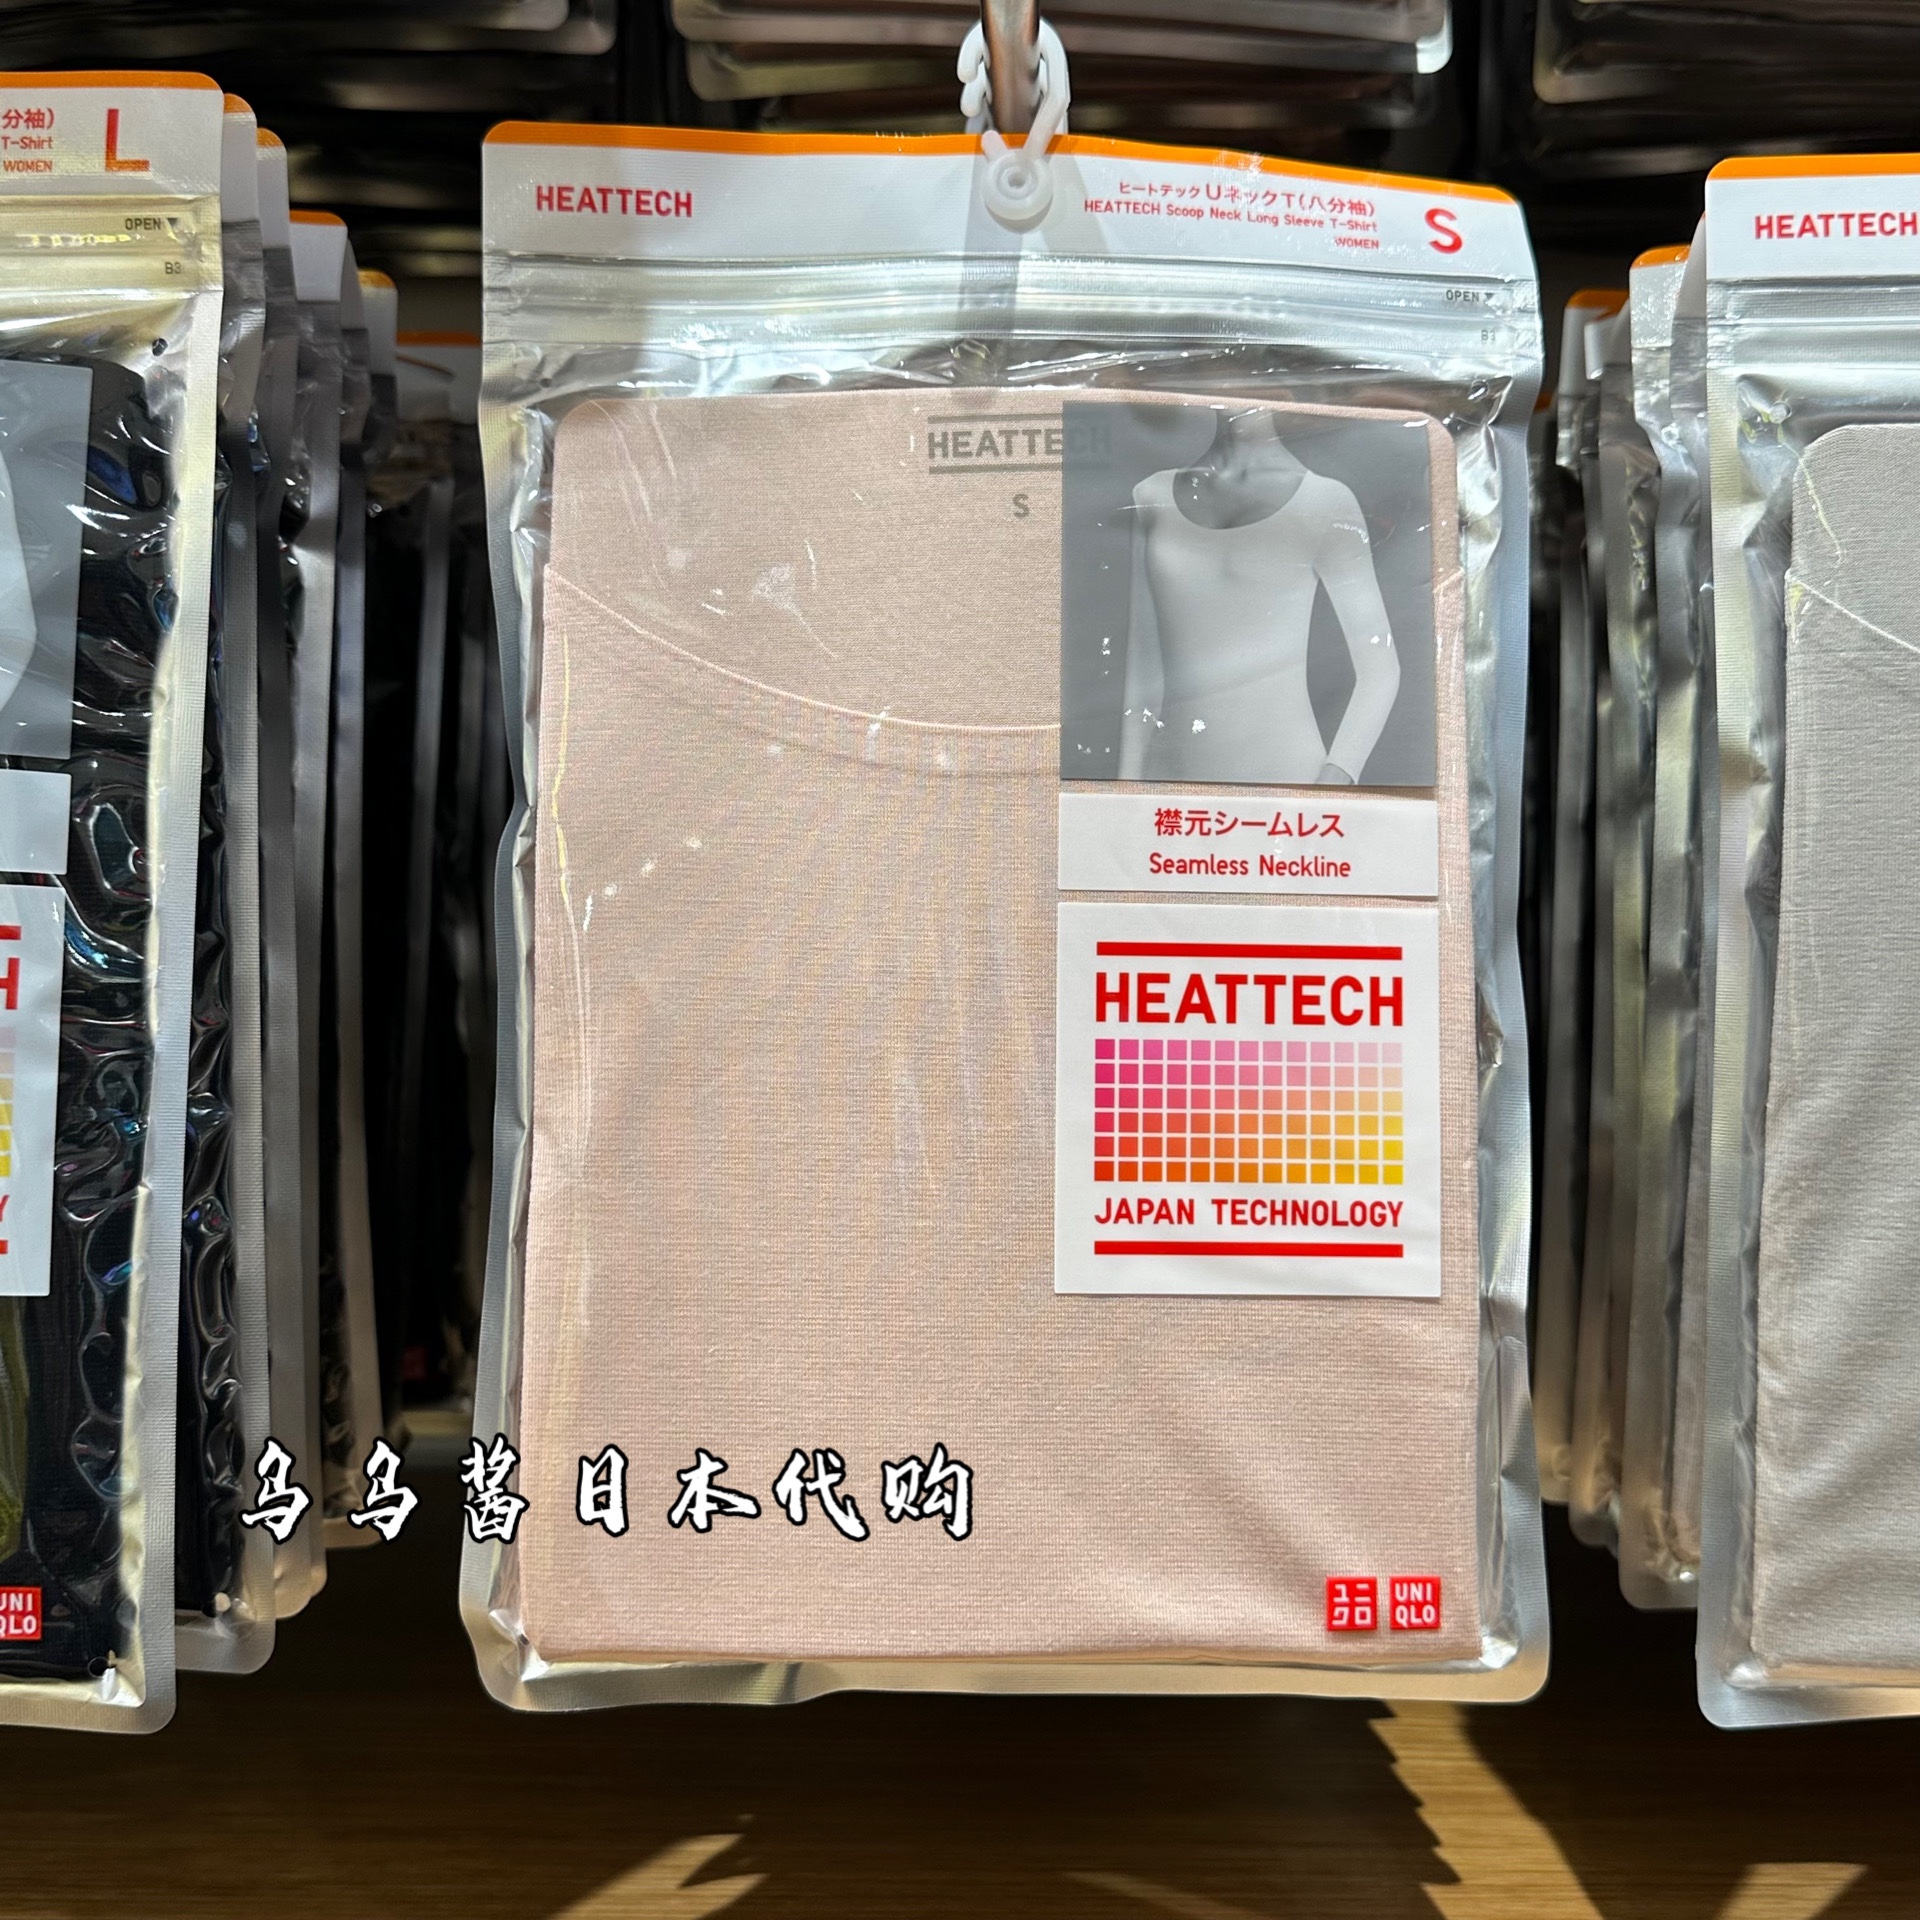 分袖)
T-Shirt
WOMEN
L
OPEN
B3
UNI
QLO
HEATTECH
ヒートテックUネックT(八分袖)
HEATTECH Scoop Neck Long Sleeve T-Shirt
WOMEN
S
OPEN
B3
HEATTECH
S
襟元シームレス
Seamless Neckline
HEATTECH
JAPAN TECHNOLOGY
乌乌酱日本代购
ユニ
クロ
UNI
QLO
HEATTECH